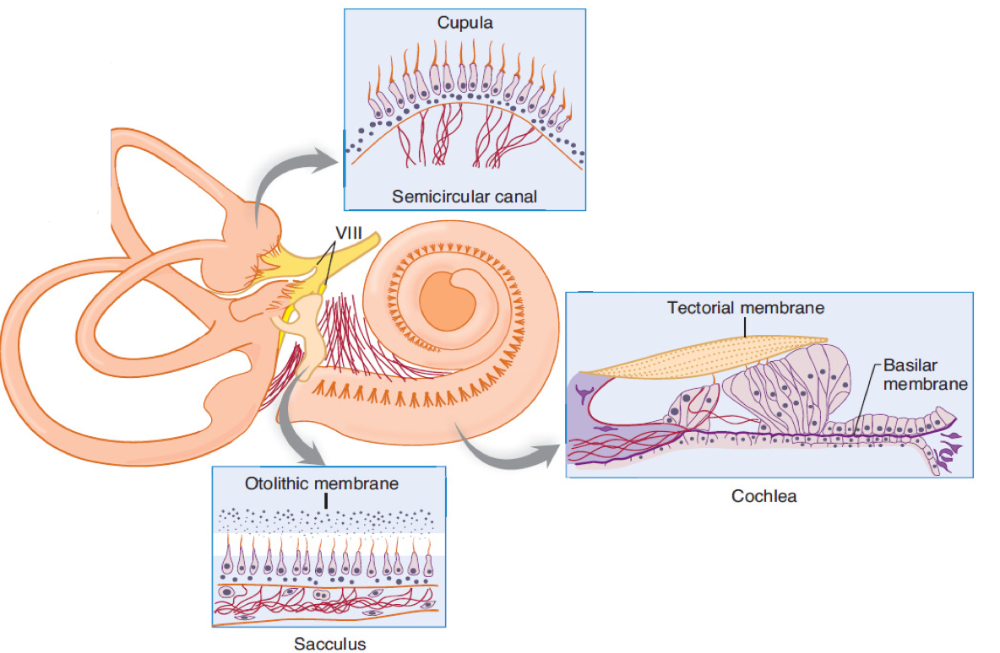 Cupula
Semicircular canal
VIII
Tectorial membrane
Basilar
membrane
Cochlea
Otolithic membrane
Sacculus